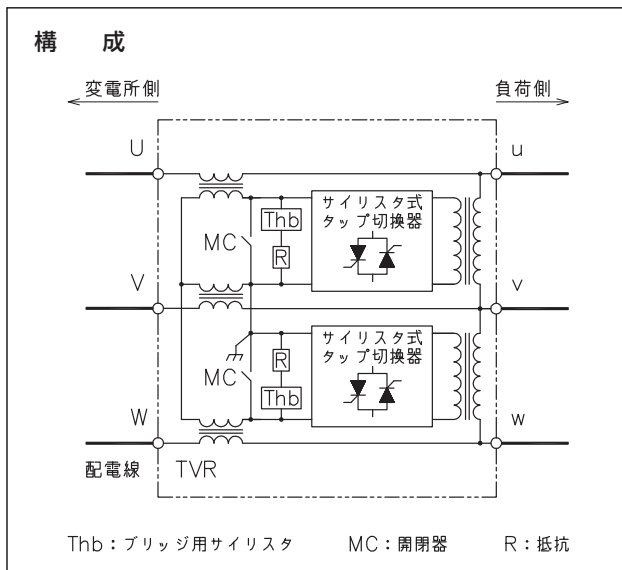 構　成
変電所側
負荷側
U
u
サイリスタ式
タップ切換器
Thb
MC
R
V
v
サイリスタ式
タップ切換器
R
MC
Thb
W
w
配電線
TVR
Thb：ブリッジ用サイリスタ　MC：開閉器　R：抵抗